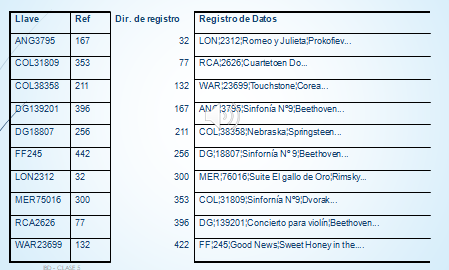 Llave Ref Dir. de registro Registro de Datos
ANG3795 167 32 LON¦2312¦Romeo y Julieta¦Prokofiev...
COL31809 353 77 RCA¦2626¦Cuartetoen Do...
COL38358 211 132 WAR¦23699¦Touchstone¦Corea...
DG139201 396 167 ANG¦3795¦Sinfonía Nº9¦Beethoven...
DG18807 256 211 COL¦38358¦Nebraska¦Springsteen...
FF245 442 256 DG¦18807¦Sinfornía Nº 9¦Beethoven...
LON2312 32 300 MER¦76016¦Suite El gallo de Oro¦Rimsky...
MER75016 300 353 COL¦31809¦Sinfonía Nº9¦Dvorak...
RCA2626 77 396 DG¦139201¦Concierto para violín¦Beethoven...
WAR23699 132 422 FF¦245¦Good News¦Sweet Honey in the....
BD - CLASE 3